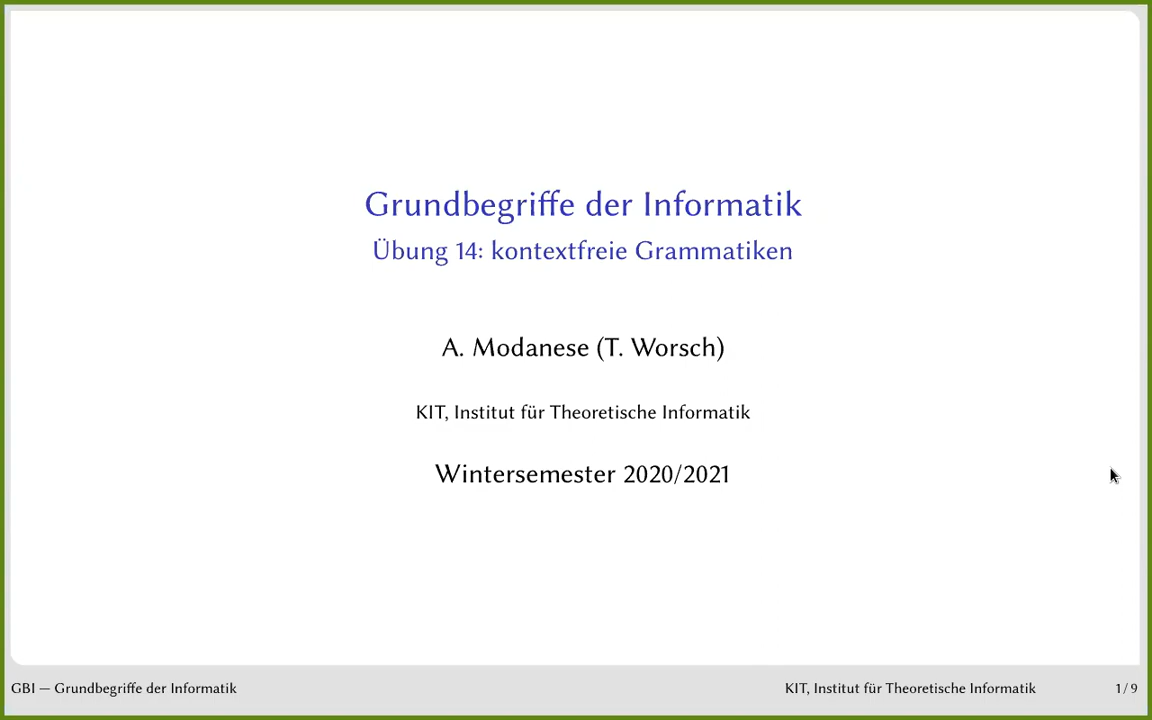 Grundbegriffe der Informatik
Übung 14: kontextfreie Grammatiken
A. Modanese (T. Worsch)
KIT, Institut für Theoretische Informatik
Wintersemester 2020/2021
GBI — Grundbegriffe der Informatik
KIT, Institut für Theoretische Informatik
1 / 9